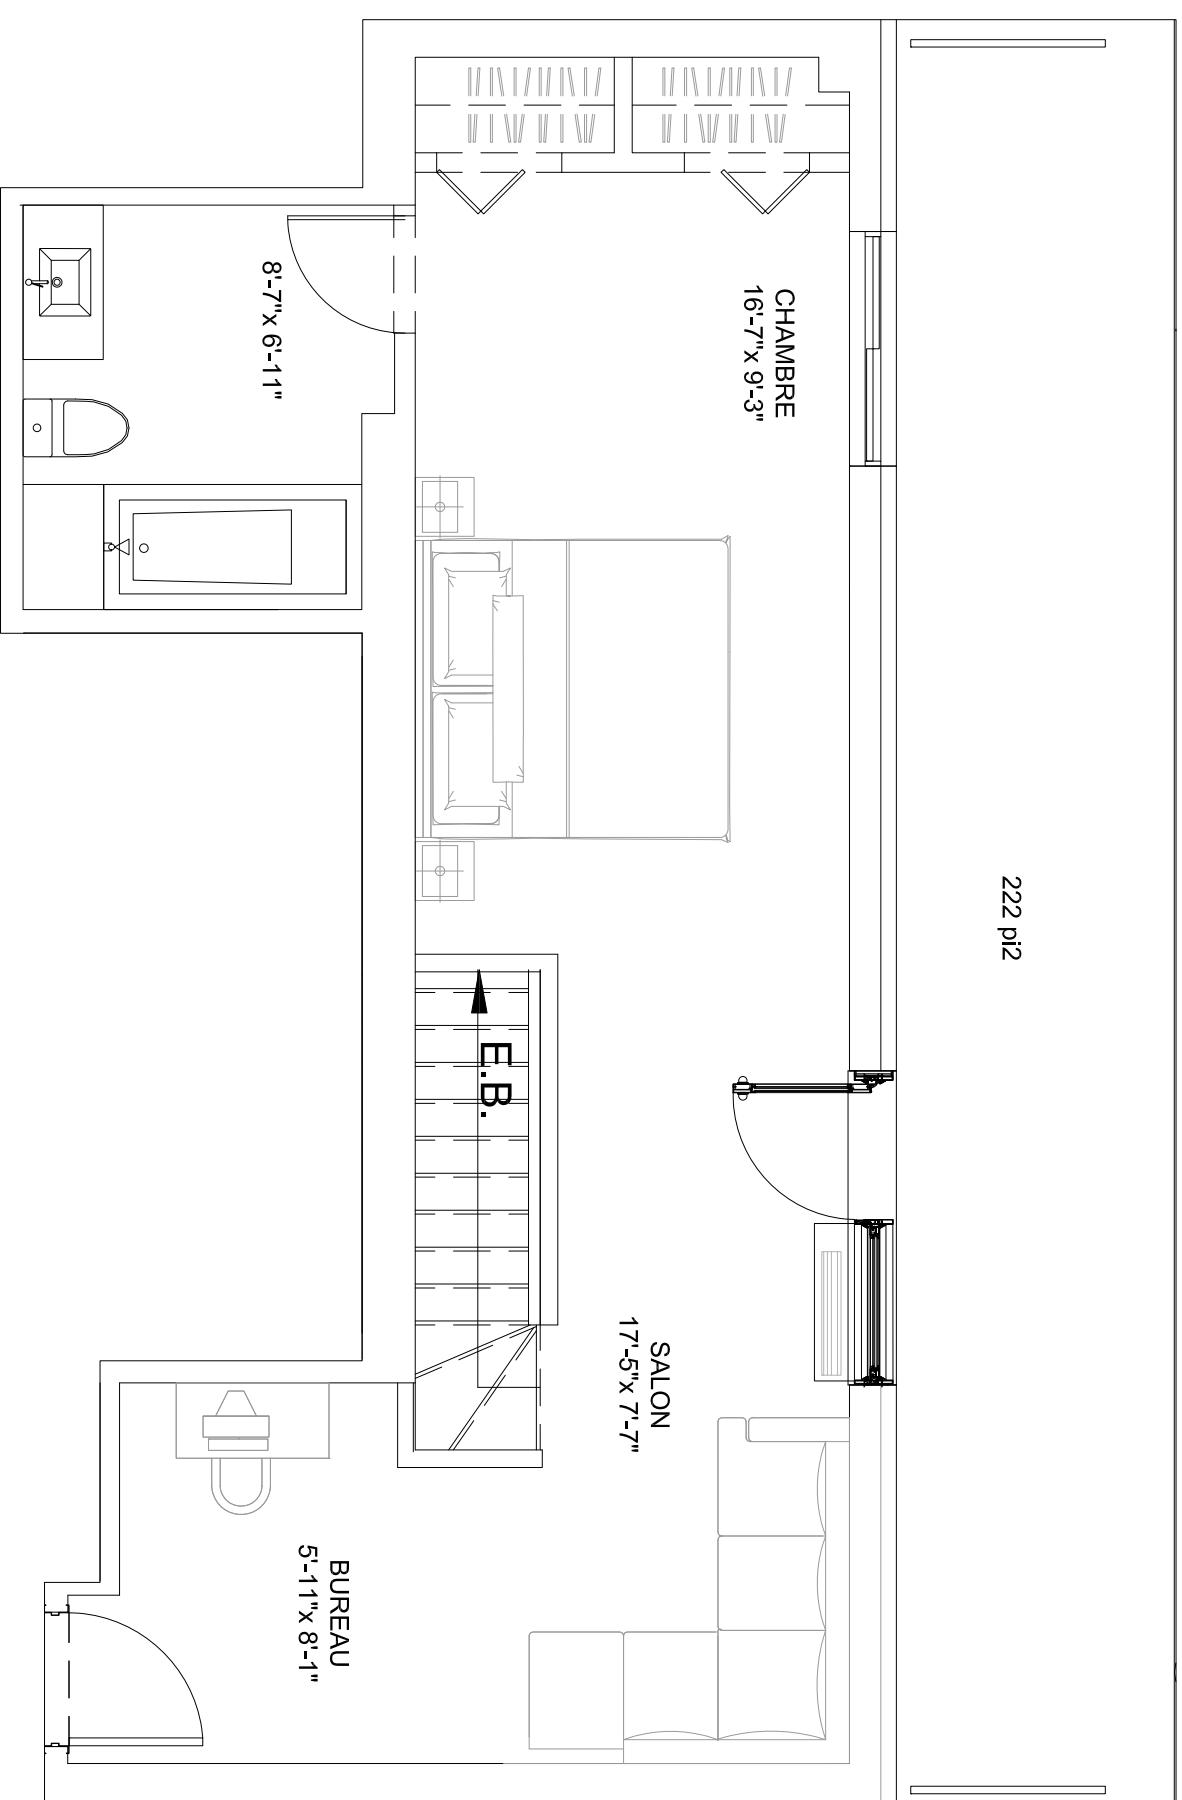 CHAMBRE
16'-7"x 9'-3"
8'-7"x 6'-11"
222 pi2
E.B.
SALON
17'-5"x 7'-7"
BUREAU
5'-11"x 8'-1"